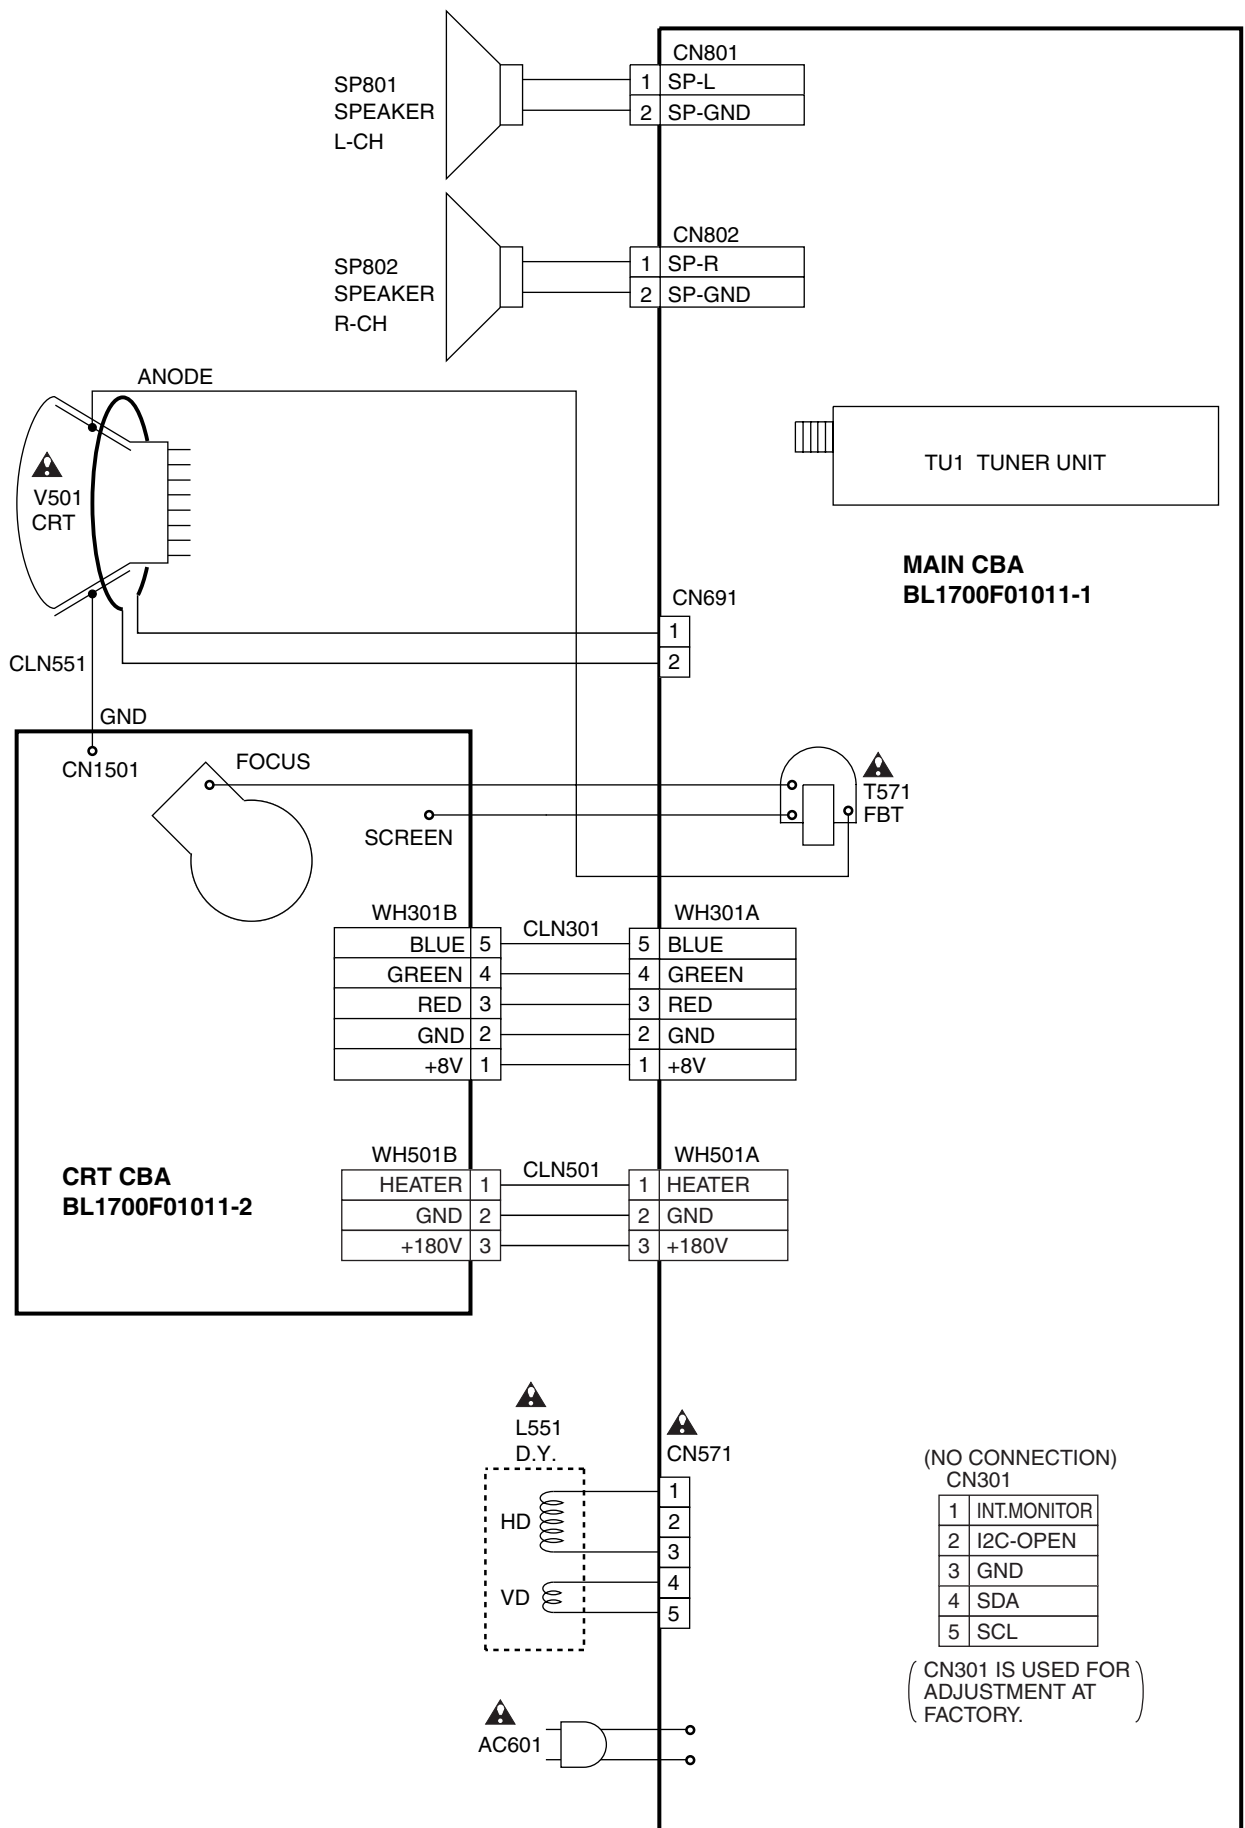 CN801
SP801
SPEAKER
L-CH
1 SP-L
2 SP-GND
CN802
SP802
SPEAKER
R-CH
1 SP-R
2 SP-GND
ANODE
V501
CRT
TU1 TUNER UNIT
MAIN CBA
BL1700F01011-1
CN691
1
2
CLN551
GND
CN1501
FOCUS
SCREEN
T571
FBT
WH301B
CLN301
WH301A
BLUE 5 5 BLUE
GREEN 4 4 GREEN
RED 3 3 RED
GND 2 2 GND
+8V 1 1 +8V
CRT CBA
BL1700F01011-2
WH501B
CLN501
WH501A
HEATER 1 1 HEATER
GND 2 2 GND
+180V 3 3 +180V
L551
D.Y.
CN571
HD
VD
1
2
3
4
5
(NO CONNECTION)
CN301
1 INT.MONITOR
2 I2C-OPEN
3 GND
4 SDA
5 SCL
( CN301 IS USED FOR
ADJUSTMENT AT
FACTORY. )
AC601